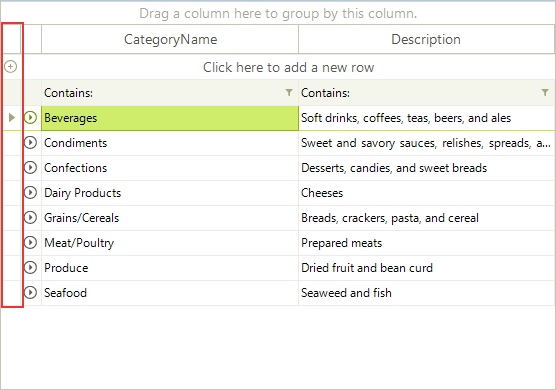 Drag a column here to group by this column.
CategoryName Description
Click here to add a new row
Contains: Contains:
Beverages Soft drinks, coffees, teas, beers, and ales
Condiments Sweet and savory sauces, relishes, spreads, a...
Confections Desserts, candies, and sweet breads
Dairy Products Cheeses
Grains/Cereals Breads, crackers, pasta, and cereal
Meat/Poultry Prepared meats
Produce Dried fruit and bean curd
Seafood Seaweed and fish